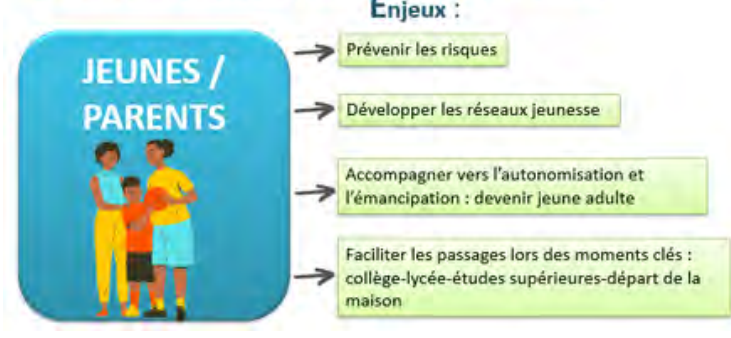 Enjeux :
JEUNES /
PARENTS
Prévenir les risques
Développer les réseaux jeunesse
Accompagner vers l'autonomisation et
l'émancipation : devenir jeune adulte
Faciliter les passages lors des moments clés :
collège-lycée-études supérieures-départ de la
maison